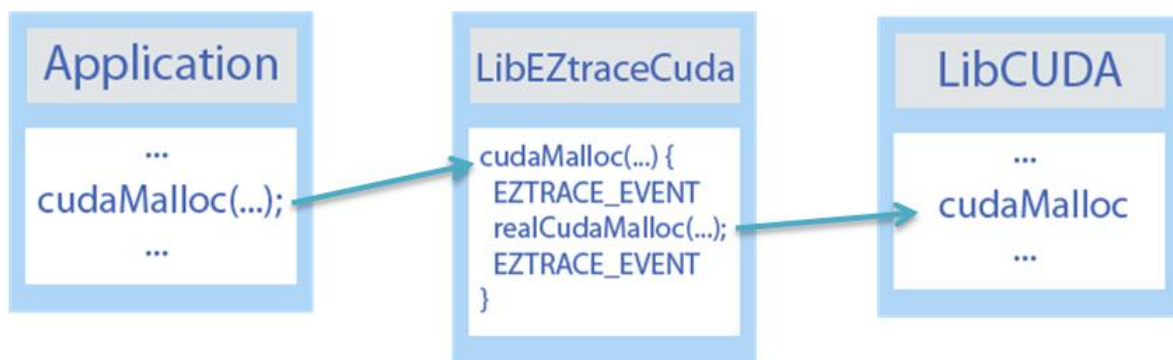 Application
...
cudaMalloc(...);
...
LibEZtraceCuda
cudaMalloc(...) {
EZTRACE_EVENT
realCudaMalloc(...);
EZTRACE_EVENT
}
LibCUDA
...
cudaMalloc
...